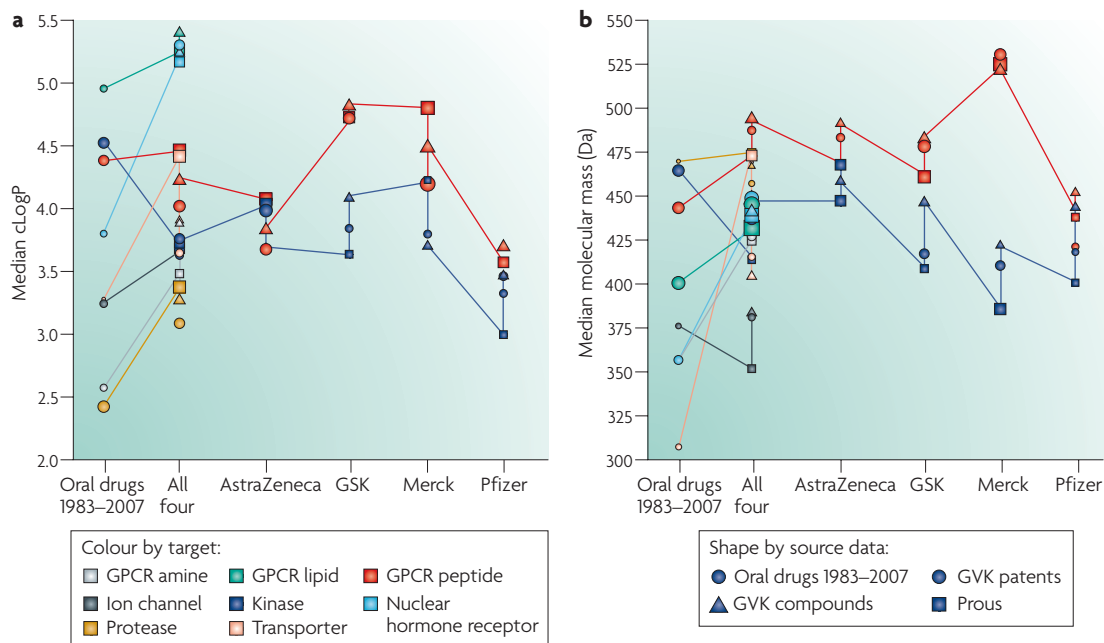 a
Median cLogP
5.5
5.0
4.5
4.0
3.5
3.0
2.5
2.0
Oral drugs
1983–2007
All
four
AstraZeneca
GSK
Merck
Pfizer
Colour by target:
GPCR amine
GPCR lipid
GPCR peptide
Ion channel
Kinase
Nuclear
hormone receptor
Protease
Transporter
b
Median molecular mass (Da)
550
525
500
475
450
425
400
375
350
325
300
Oral drugs
1983–2007
All
four
AstraZeneca
GSK
Merck
Pfizer
Shape by source data:
Oral drugs 1983–2007
GVK patents
GVK compounds
Prous